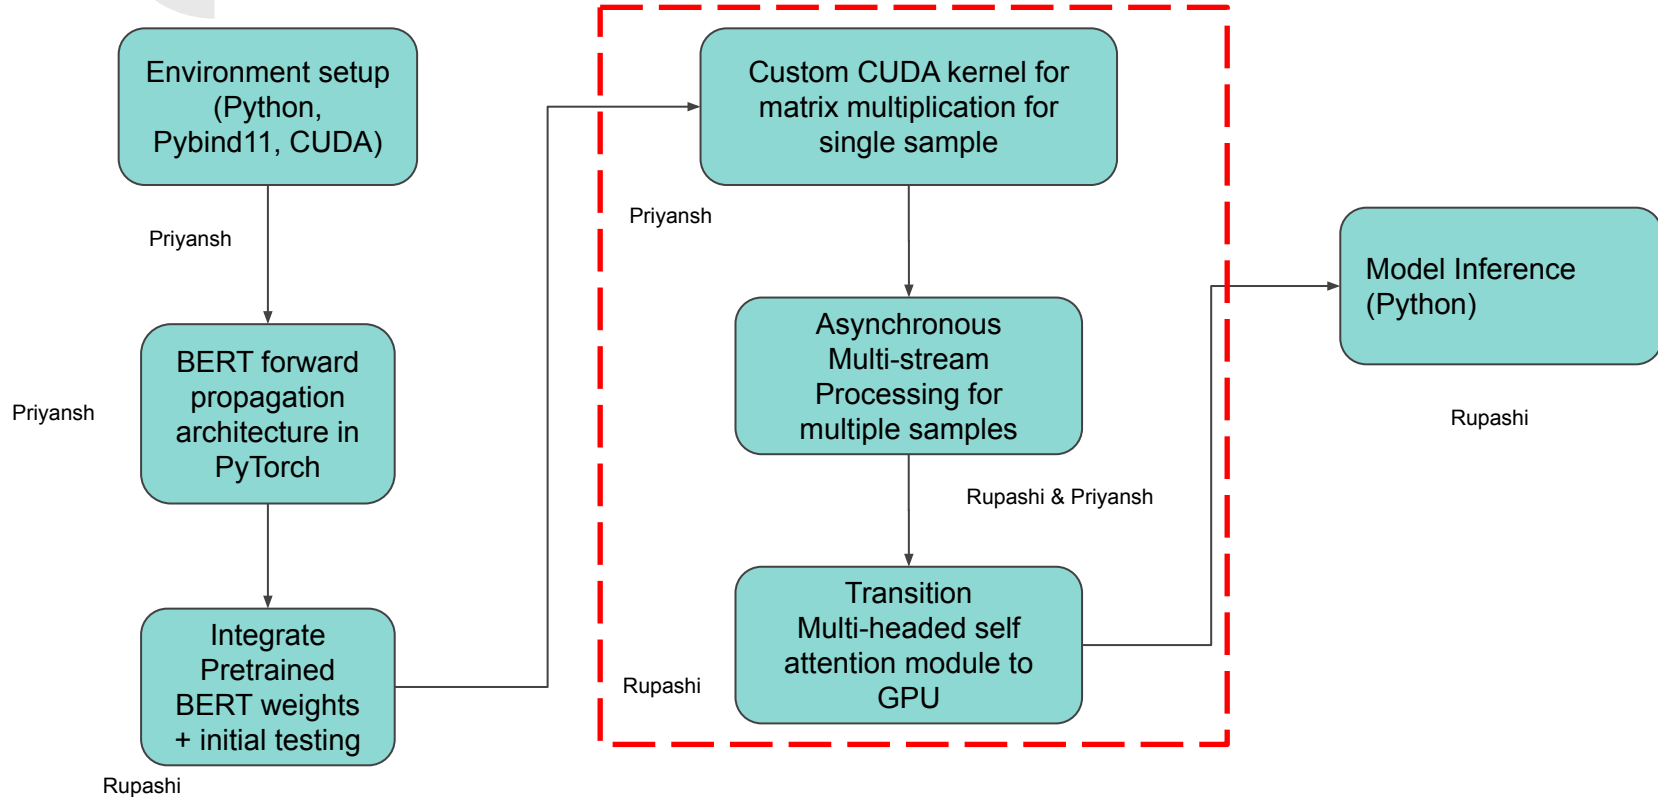 Environment setup
(Python,
Pybind11, CUDA)
Priyansh
BERT forward
propagation
architecture in
PyTorch
Priyansh
Integrate
Pretrained
BERT weights
+ initial testing
Rupashi
Custom CUDA kernel for
matrix multiplication for
single sample
Priyansh
Asynchronous
Multi-stream
Processing for
multiple samples
Rupashi & Priyansh
Transition
Multi-headed self
attention module to
GPU
Rupashi
Model Inference
(Python)
Rupashi